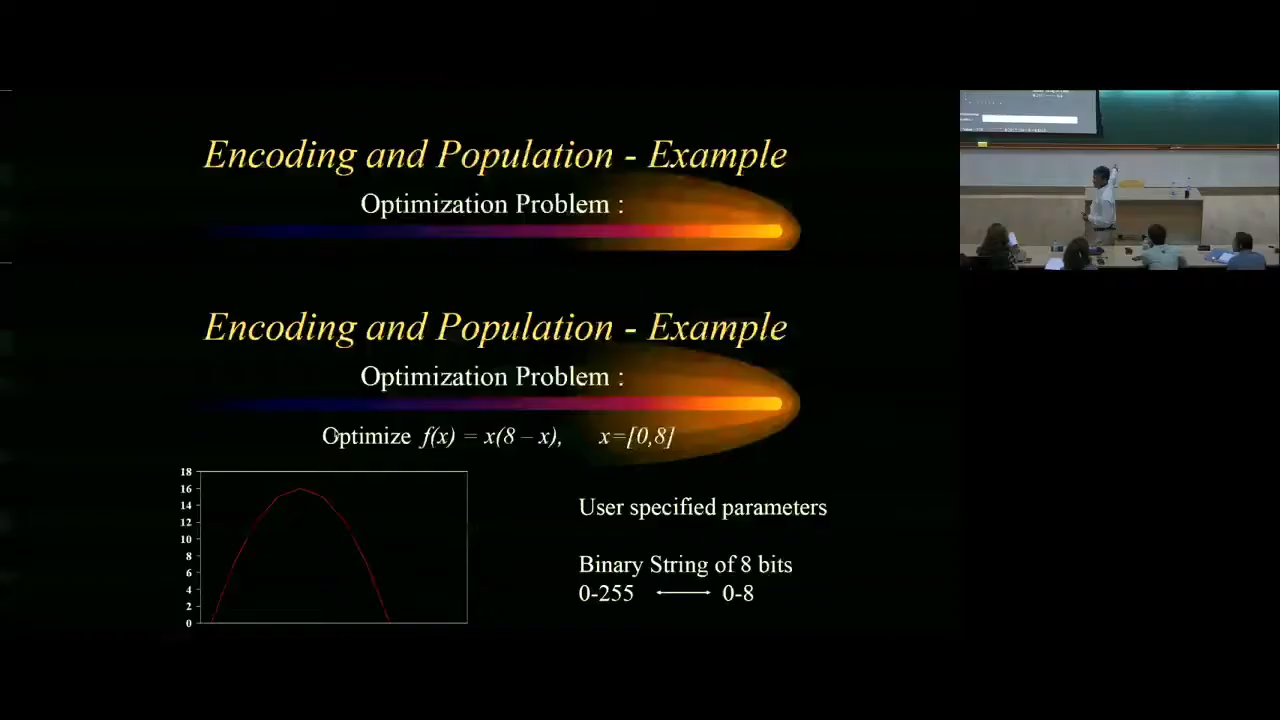 Encoding and Population - Example
Optimization Problem :
Encoding and Population - Example
Optimization Problem :
Optimize f(x) = x(8 – x), x=[0,8]
18
16
14
12
10
8
6
4
2
0
User specified parameters
Binary String of 8 bits
0-255 ⟷ 0-8